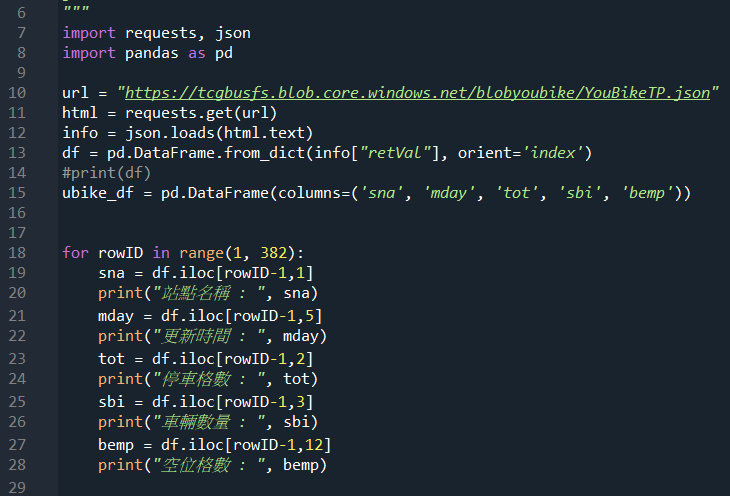 6 """
7 import requests, json
8 import pandas as pd
9
10 url = "https://tcgbusfs.blob.core.windows.net/blobyoubike/YouBikeTP.json"
11 html = requests.get(url)
12 info = json.loads(html.text)
13 df = pd.DataFrame.from_dict(info["retVal"], orient='index')
14 #print(df)
15 ubike_df = pd.DataFrame(columns=('sna', 'mday', 'tot', 'sbi', 'bemp'))
16
17
18 for rowID in range(1, 382):
19     sna = df.iloc[rowID-1,1]
20     print("站點名稱 : ", sna)
21     mday = df.iloc[rowID-1,5]
22     print("更新時間 : ", mday)
23     tot = df.iloc[rowID-1,2]
24     print("停車格數 : ", tot)
25     sbi = df.iloc[rowID-1,3]
26     print("車輛數量 : ", sbi)
27     bemp = df.iloc[rowID-1,12]
28     print("空位格數 : ", bemp)
29